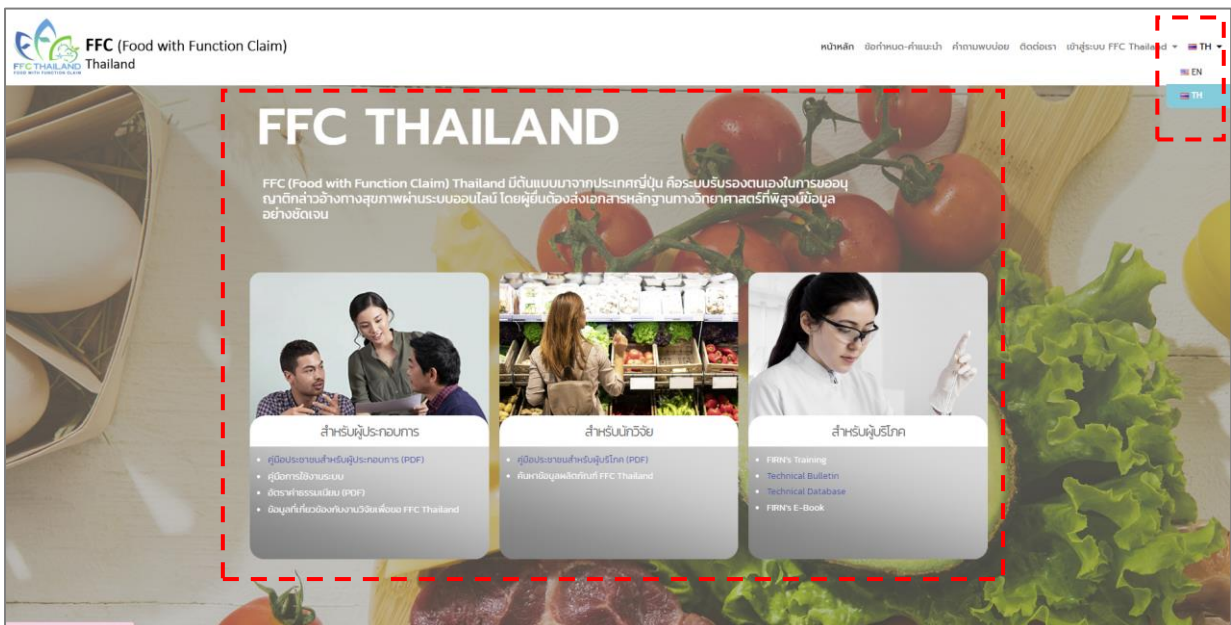 FFC (Food with Function Claim)
Thailand
FFC THAILAND
FOOD WITH FUNCTION CLAIM
หน้าหลัก ข้อกำหนด-คำแนะนำ คำถามพบบ่อย ติดต่อเรา เข้าสู่ระบบ FFC Thailand TH
EN
TH
FFC THAILAND
FFC (Food with Function Claim) Thailand มีต้นแบบมาจากประเทศญี่ปุ่น คือระบบรับรองตนเองในการขออนุ
ญาติกล่าวอ้างทางสุขภาพผ่านระบบออนไลน์ โดยผู้ยื่นต้องส่งเอกสารหลักฐานทางวิทยาศาสตร์ที่พิสูจน์ข้อมูล
อย่างชัดเจน
สำหรับผู้ประกอบการ
คู่มือประชาชนสำหรับผู้ประกอบการ (PDF)
คู่มือการใช้งานระบบ
อัตราค่าธรรมเนียม (PDF)
ข้อมูลที่เกี่ยวข้องกับงานวิจัยเพื่อขอ FFC Thailand
สำหรับนักวิจัย
คู่มือประชาชนสำหรับผู้บริโภค (PDF)
ค้นหาข้อมูลผลิตภัณฑ์ FFC Thailand
สำหรับผู้บริโภค
FIRN's Training
Technical Bulletin
Technical Database
FIRN's E-Book